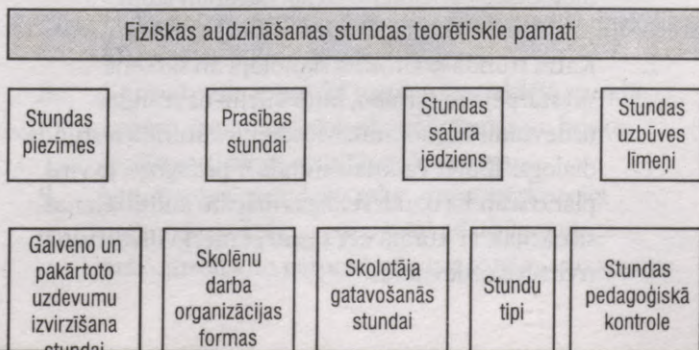 Fiziskās audzināšanas stundas teorētiskie pamati
Stundas
piezīmes
Prasības
stundai
Stundas
satura
jēdziens
Stundas
uzbūves
līmeņi
Galveno un
pakārtoto
uzdevumu
izvirzīšana
stundai
Skolēnu
darba
organizācijas
formas
Skolotāja
gatavošanās
stundai
Stundu
tipi
Stundas
pedagoģiskā
kontrole